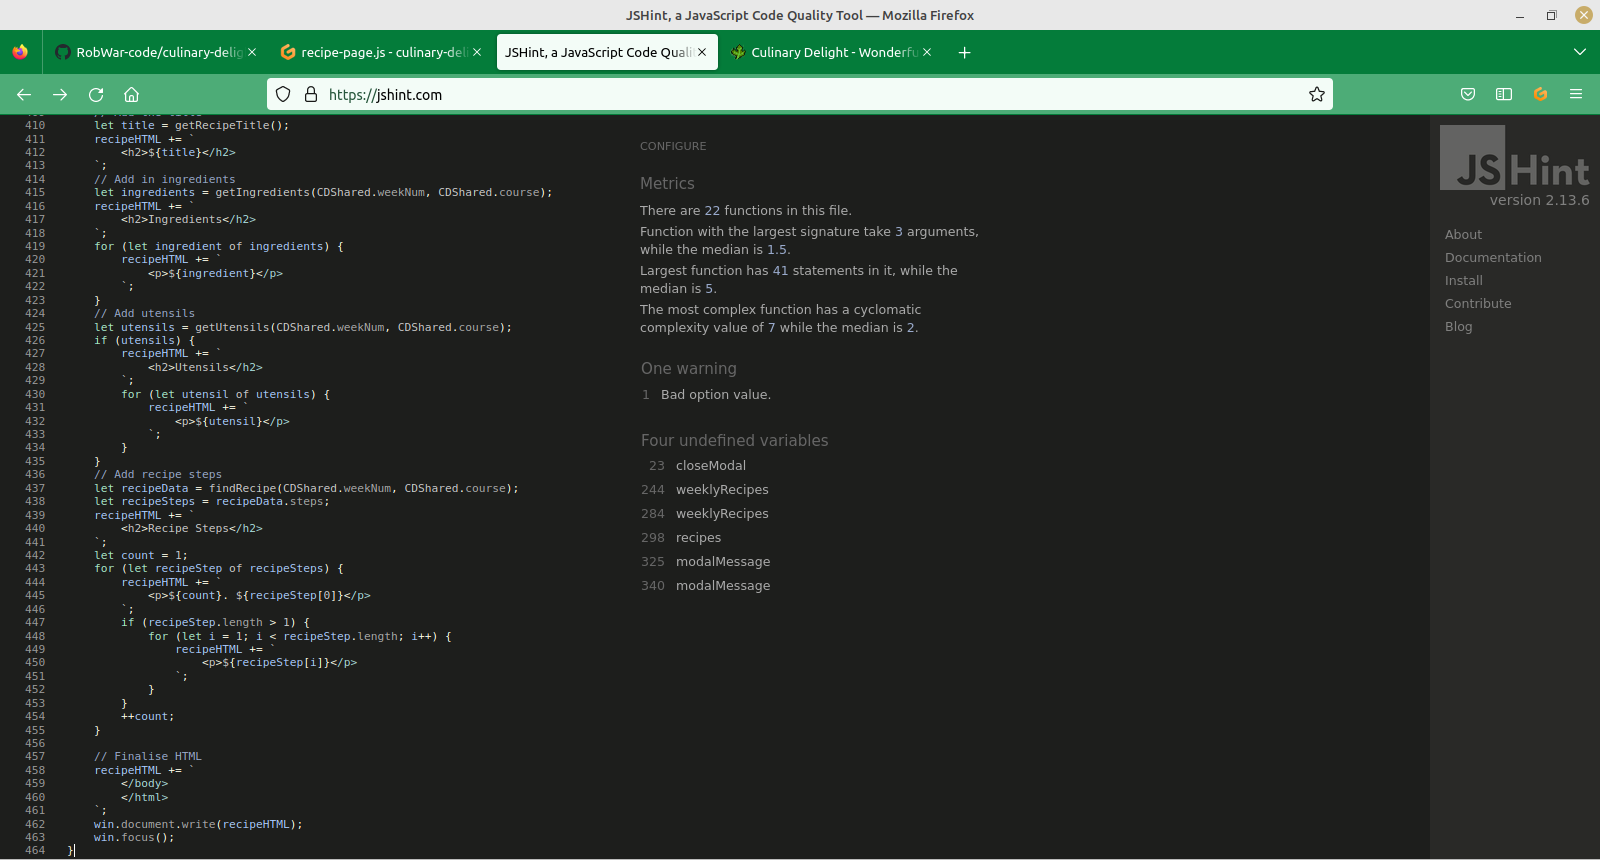 JSHint, a JavaScript Code Quality Tool — Mozilla Firefox
RobWar-code/culinary-delig
recipe-page.js - culinary-del
JSHint, a JavaScript Code Quali
Culinary Delight - Wonderfu
https://jshint.com
410 let title = getRecipeTitle();
411 recipeHTML += `
412 <h2>${title}</h2>
413 `;
414 // Add in ingredients
415 let ingredients = getIngredients(CDShared.weekNum, CDShared.course);
416 recipeHTML += `
417 <h2>Ingredients</h2>
418 `;
419 for (let ingredient of ingredients) {
420 recipeHTML += `
421 <p>${ingredient}</p>
422 `;
423 }
424 // Add utensils
425 let utensils = getUtensils(CDShared.weekNum, CDShared.course);
426 if (utensils) {
427 recipeHTML += `
428 <h2>Utensils</h2>
429 `;
430 for (let utensil of utensils) {
431 recipeHTML += `
432 <p>${utensil}</p>
433 `;
434 }
435 }
436 // Add recipe steps
437 let recipeData = findRecipe(CDShared.weekNum, CDShared.course);
438 let recipeSteps = recipeData.steps;
439 recipeHTML += `
440 <h2>Recipe Steps</h2>
441 `;
442 let count = 1;
443 for (let recipeStep of recipeSteps) {
444 recipeHTML += `
445 <p>${count}. ${recipeStep[0]}</p>
446 `;
447 if (recipeStep.length > 1) {
448 for (let i = 1; i < recipeStep.length; i++) {
449 recipeHTML += `
450 <p>${recipeStep[i]}</p>
451 `;
452 }
453 }
454 ++count;
455 }
456
457 // Finalise HTML
458 recipeHTML += `
459 </body>
460 </html>
461 `;
462 win.document.write(recipeHTML);
463 win.focus();
464 }
CONFIGURE
Metrics
There are 22 functions in this file.
Function with the largest signature take 3 arguments,
while the median is 1.5.
Largest function has 41 statements in it, while the
median is 5.
The most complex function has a cyclomatic
complexity value of 7 while the median is 2.
One warning
1 Bad option value.
Four undefined variables
23 closeModal
244 weeklyRecipes
284 weeklyRecipes
298 recipes
325 modalMessage
340 modalMessage
JSHint
version 2.13.6
About
Documentation
Install
Contribute
Blog